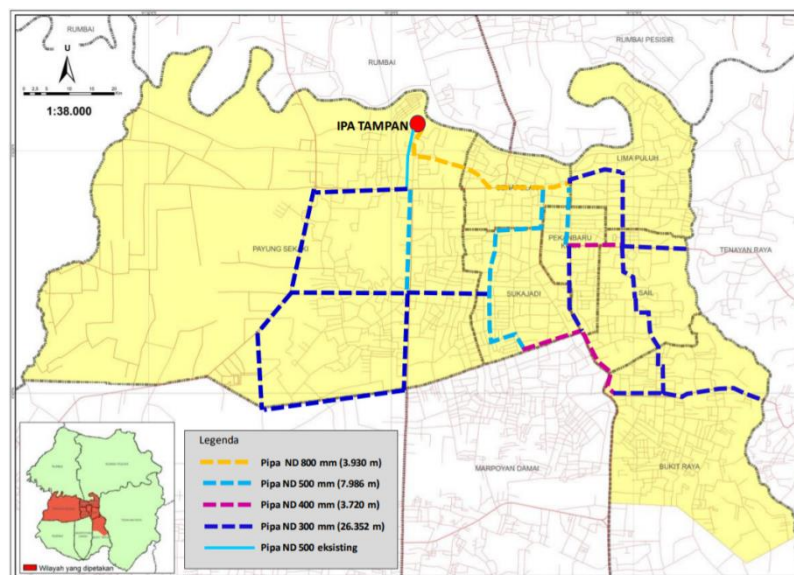 RUMBAI
RUMBAI PESISIR
RUMBAI
U
1:38.000
IPA TAMPAN
LIMA PULUH
PAYUNG SEKAKI
PEKANBARU
TENAYAN RAYA
SUKAJADI
SAIL
MARPOYAN DAMAI
BUKIT RAYA
Legenda
Pipa ND 800 mm (3.930 m)
Pipa ND 500 mm (7.986 m)
Pipa ND 400 mm (3.720 m)
Pipa ND 300 mm (26.352 m)
Pipa ND 500 eksisting
Wilayah yang dipetakan